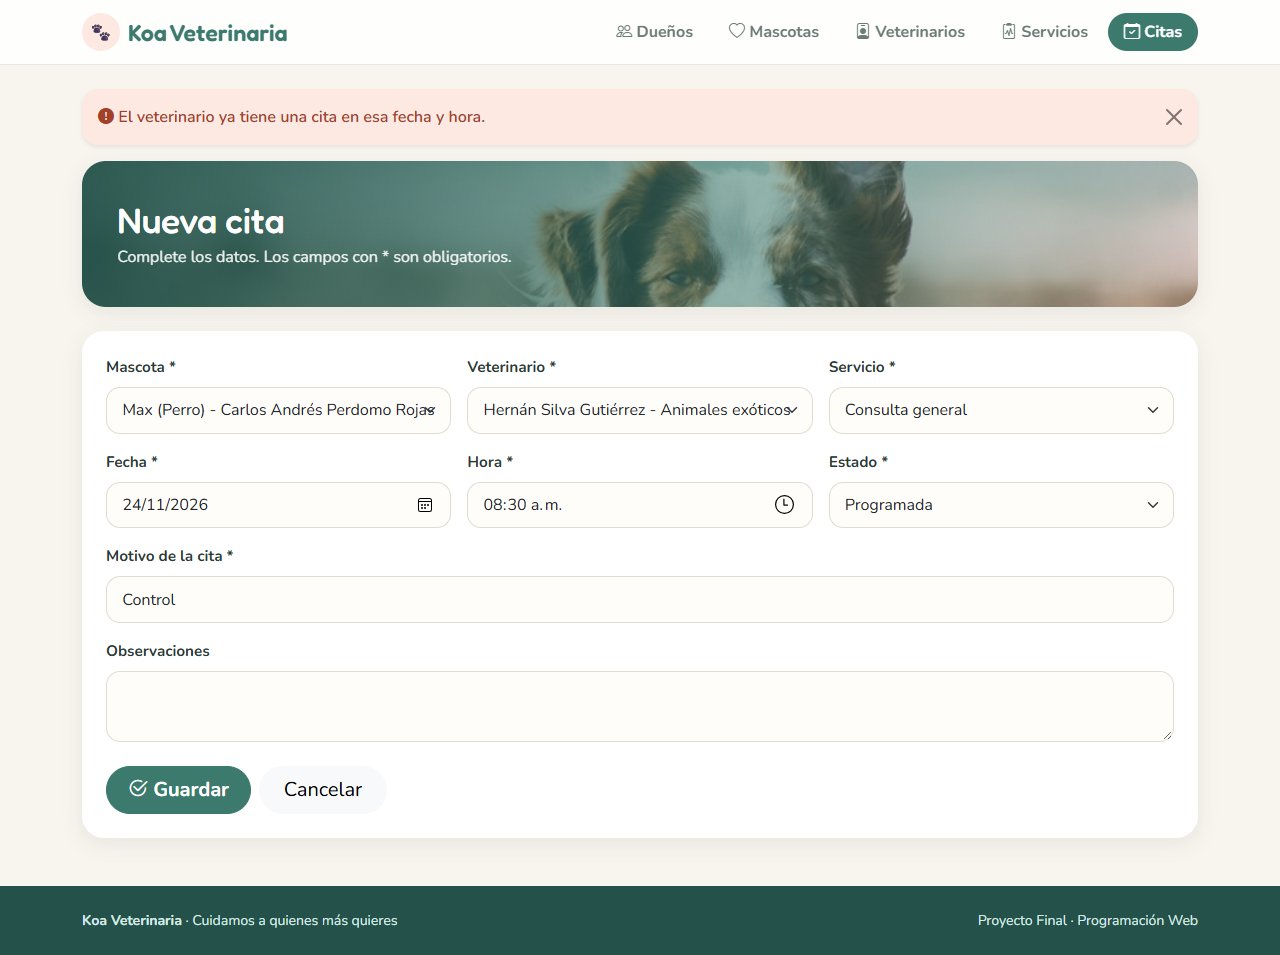 Koa Veterinaria
Dueños Mascotas Veterinarios Servicios Citas
El veterinario ya tiene una cita en esa fecha y hora.
Nueva cita
Complete los datos. Los campos con * son obligatorios.
Mascota * Veterinario * Servicio *
Max (Perro) - Carlos Andrés Perdomo Rojas Hernán Silva Gutiérrez - Animales exóticos Consulta general
Fecha * Hora * Estado *
24/11/2026 08:30 a. m. Programada
Motivo de la cita *
Control
Observaciones
Guardar Cancelar
Koa Veterinaria · Cuidamos a quienes más quieres Proyecto Final · Programación Web